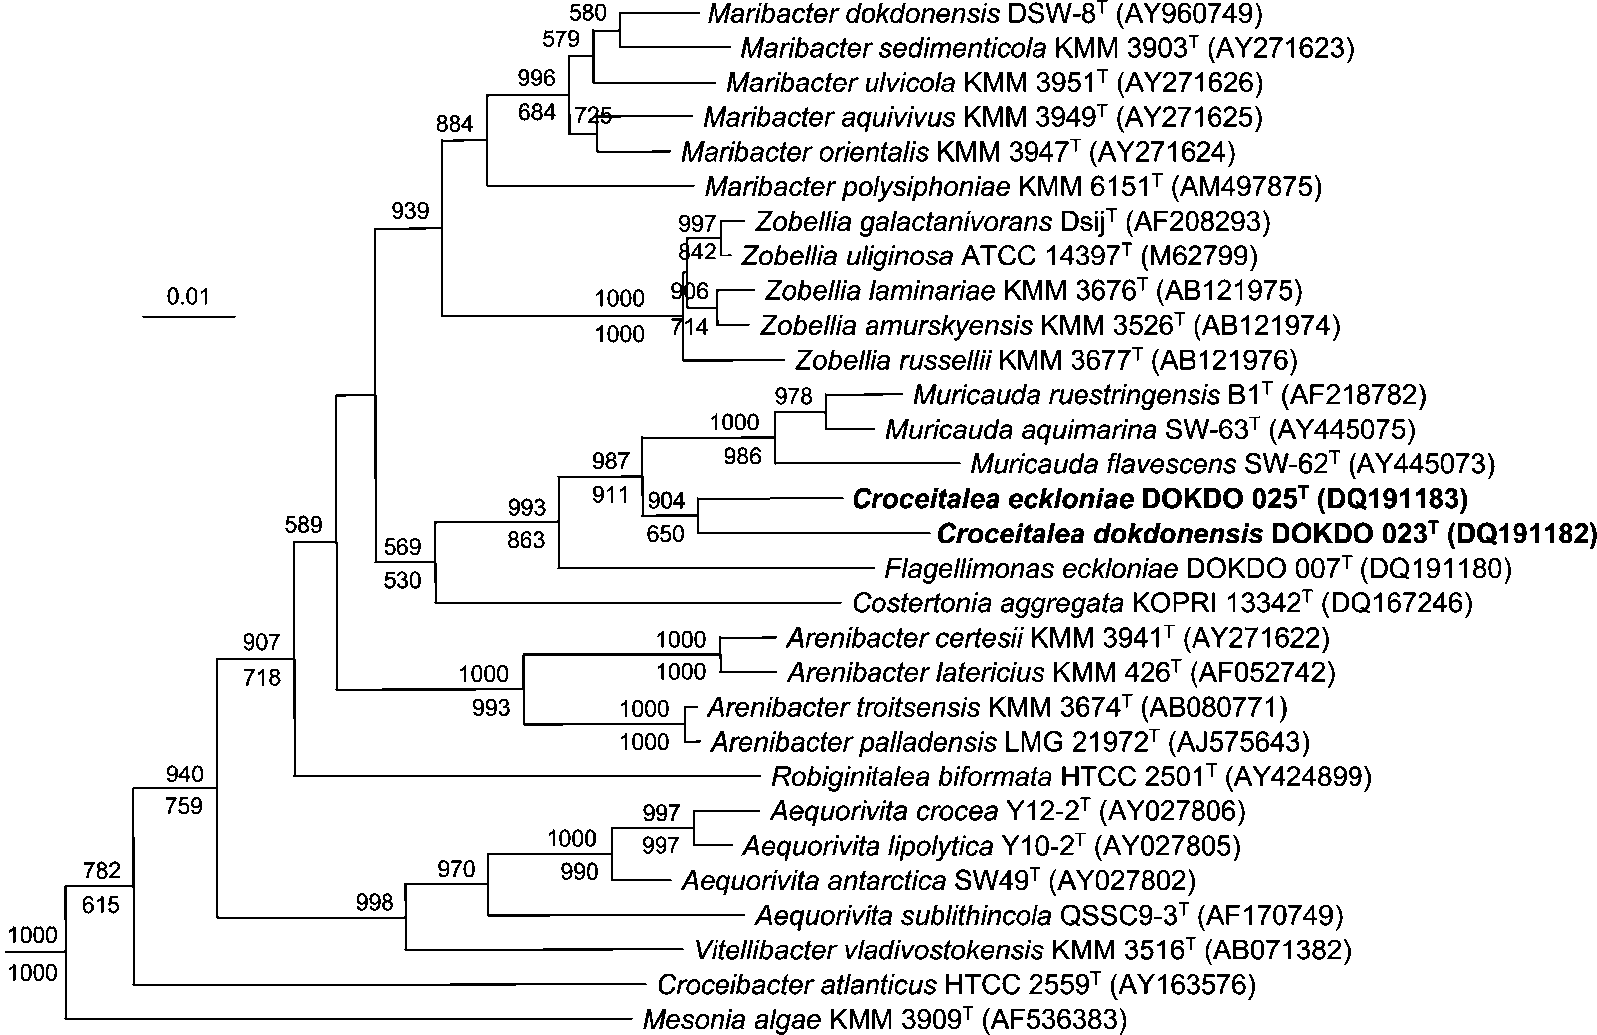 580
Maribacter dokdonensis DSW-8T (AY960749)
579
Maribacter sedimenticola KMM 3903T (AY271623)
996
Maribacter ulvicola KMM 3951T (AY271626)
684 725
Maribacter aquivivus KMM 3949T (AY271625)
884
Maribacter orientalis KMM 3947T (AY271624)
Maribacter polysiphoniae KMM 6151T (AM497875)
939
997
Zobellia galactanivorans DsijT (AF208293)
842
Zobellia uliginosa ATCC 14397T (M62799)
0.01
1000
906
Zobellia laminariae KMM 3676T (AB121975)
1000
714
Zobellia amurskyensis KMM 3526T (AB121974)
Zobellia russellii KMM 3677T (AB121976)
978
Muricauda ruestringensis B1T (AF218782)
1000
Muricauda aquimarina SW-63T (AY445075)
986
987
Muricauda flavescens SW-62T (AY445073)
911
904
Croceitalea eckloniae DOKDO 025T (DQ191183)
993
589
650
Croceitalea dokdonensis DOKDO 023T (DQ191182)
863
569
Flagellimonas eckloniae DOKDO 007T (DQ191180)
530
Costertonia aggregata KOPRI 13342T (DQ167246)
907
1000
Arenibacter certesii KMM 3941T (AY271622)
718
1000
1000
Arenibacter latericius KMM 426T (AF052742)
993
1000
Arenibacter troitsensis KMM 3674T (AB080771)
1000
Arenibacter palladensis LMG 21972T (AJ575643)
940
Robiginitalea biformata HTCC 2501T (AY424899)
759
997
Aequorivita crocea Y12-2T (AY027806)
1000
997
Aequorivita lipolytica Y10-2T (AY027805)
782
970
990
Aequorivita antarctica SW49T (AY027802)
615
998
Aequorivita sublithincola QSSC9-3T (AF170749)
1000
Vitellibacter vladivostokensis KMM 3516T (AB071382)
1000
Croceibacter atlanticus HTCC 2559T (AY163576)
Mesonia algae KMM 3909T (AF536383)